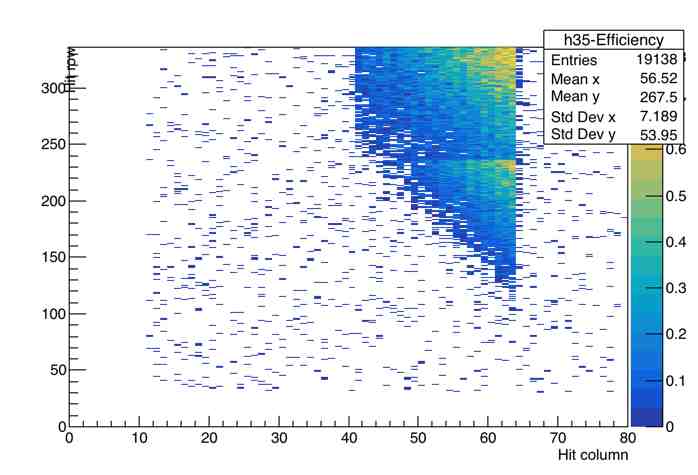 h35-Efficiency
Entries 19138
Mean x 56.52
Mean y 267.5
Std Dev x 7.189
Std Dev y 53.95
Hit row
300
250
200
150
100
50
0
0 10 20 30 40 50 60 70 80
Hit column
0.6
0.5
0.4
0.3
0.2
0.1
0